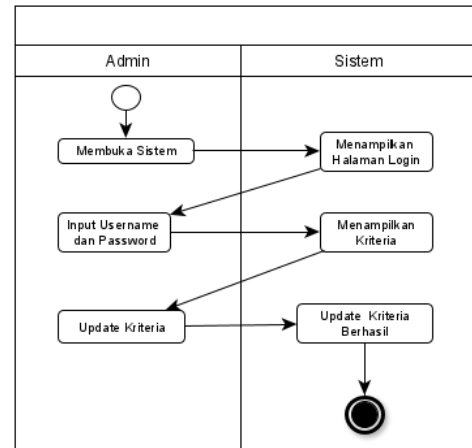 Admin
Sistem
Membuka Sistem
Menampilkan
Halaman Login
Input Username
dan Password
Menampilkan
Kriteria
Update Kriteria
Update Kriteria
Berhasil